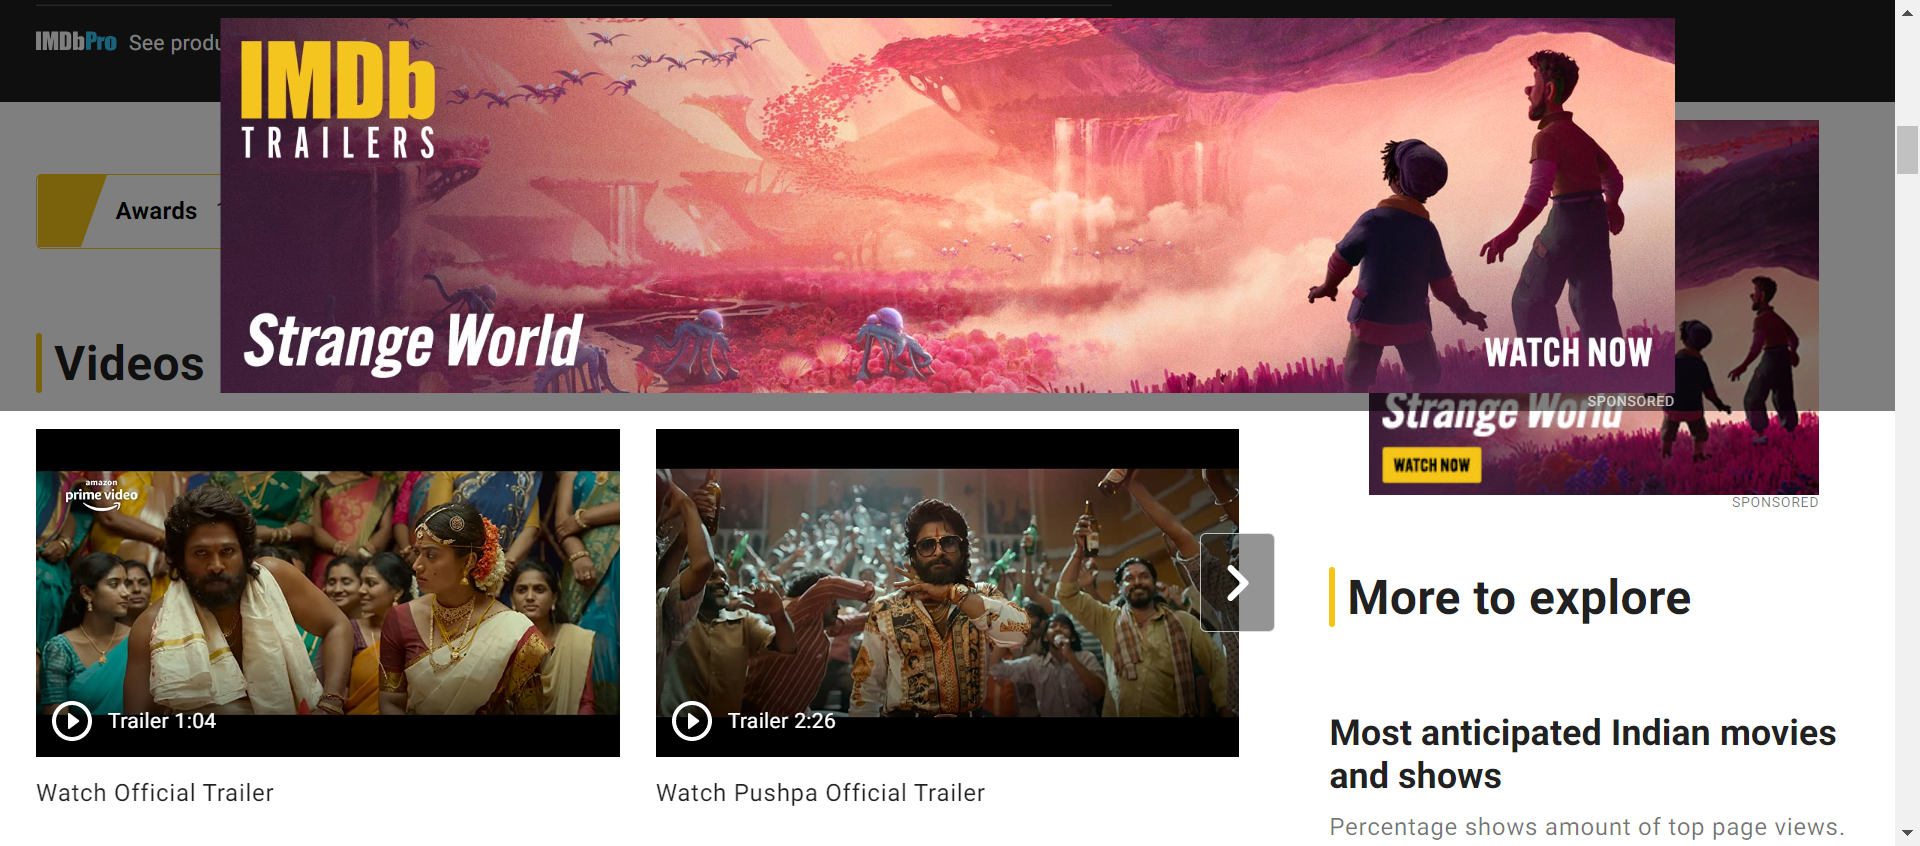 IMDbPro See produ
IMDb
TRAILERS
Strange World
WATCH NOW
SPONSORED
Awards
Videos
Strange World
WATCH NOW
SPONSORED
amazon
prime video
Trailer 1:04
Watch Official Trailer
Trailer 2:26
Watch Pushpa Official Trailer
More to explore
Most anticipated Indian movies
and shows
Percentage shows amount of top page views.